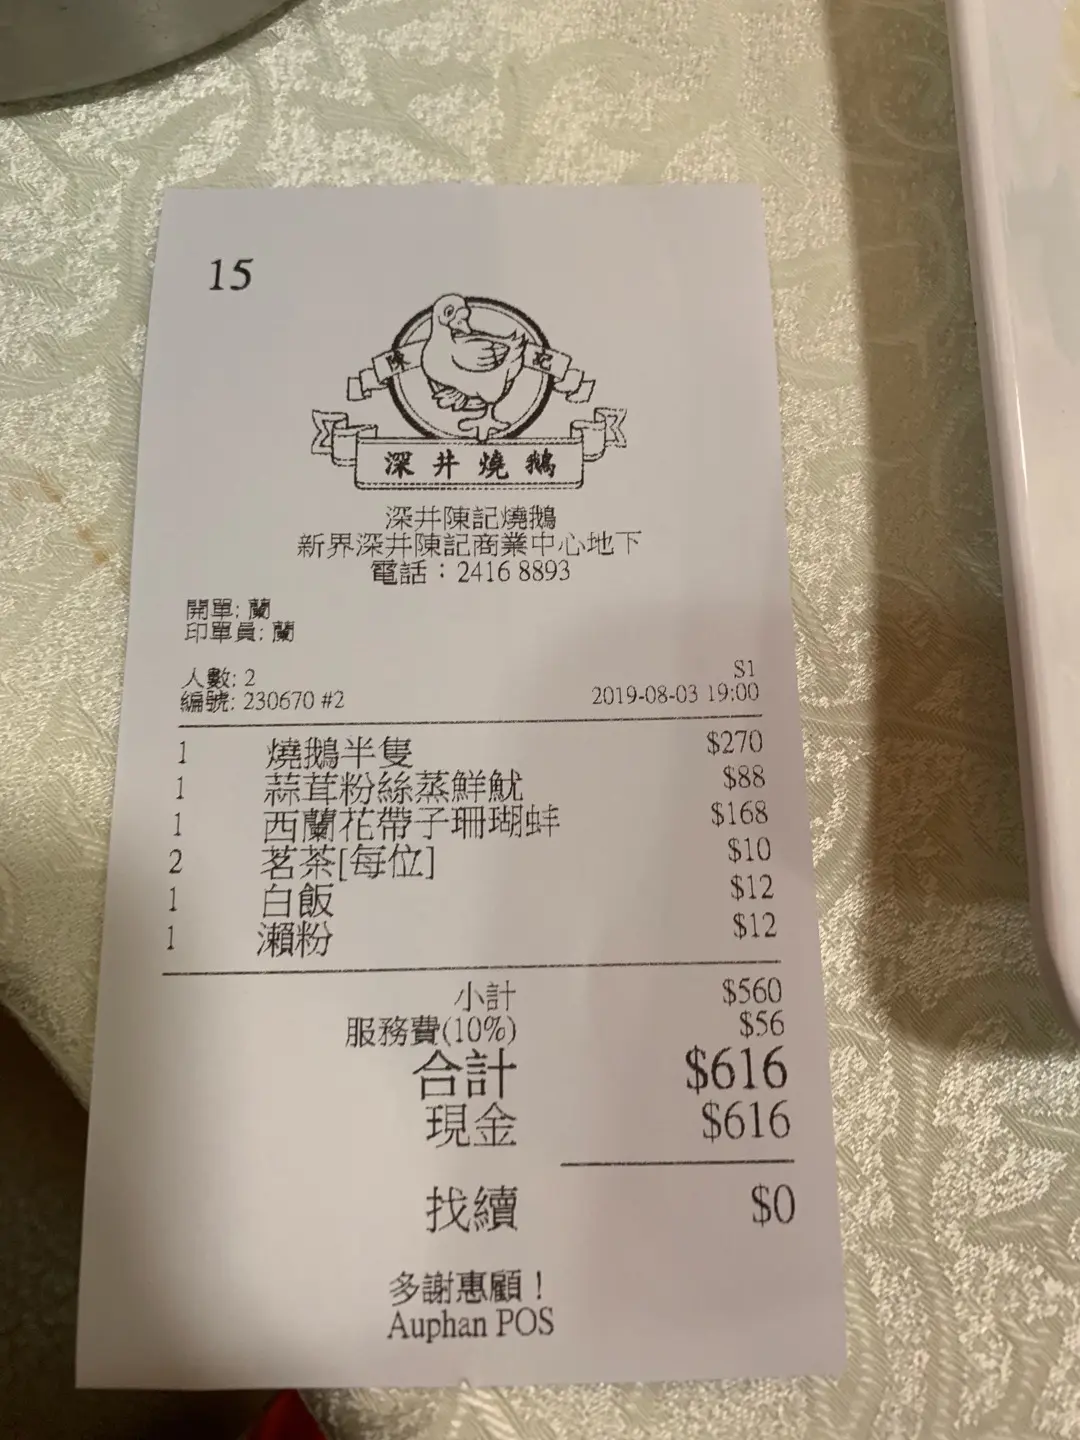 15
陳 記
深井燒鵝
深井陳記燒鵝
新界深井陳記商業中心地下
電話：2416 8893
開單: 蘭
印單員: 蘭
人數: 2 S1
編號: 230670 #2 2019-08-03 19:00
1 燒鵝半隻 $270
1 蒜茸粉絲蒸鮮魷 $88
1 西蘭花帶子珊瑚蚌 $168
2 茗茶[每位] $10
1 白飯 $12
1 瀨粉 $12
小計 $560
服務費(10%) $56
合計 $616
現金 $616
找續 $0
多謝惠顧！
Auphan POS